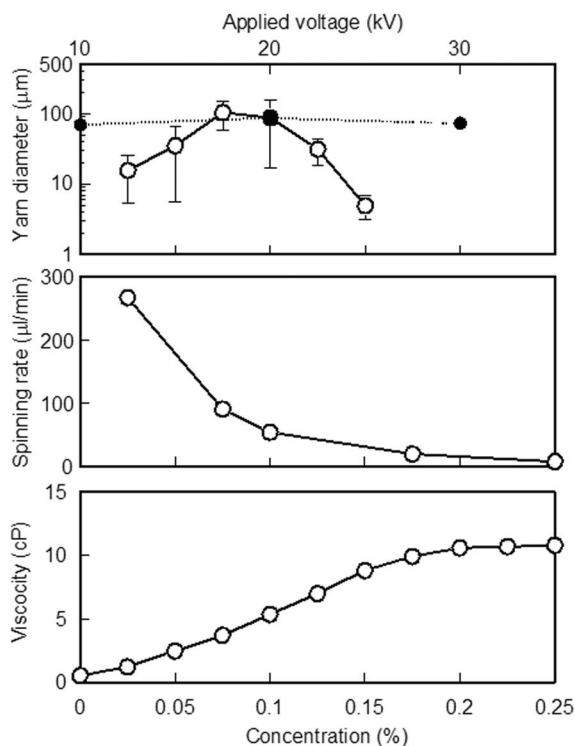 Applied voltage (kV)
10 20 30
Yarn diameter (μm)
500
100
10
1
Spinning rate (μl/min)
300
200
100
0
Viscocity (cP)
15
10
5
0
0 0.05 0.1 0.15 0.2 0.25
Concentration (%)